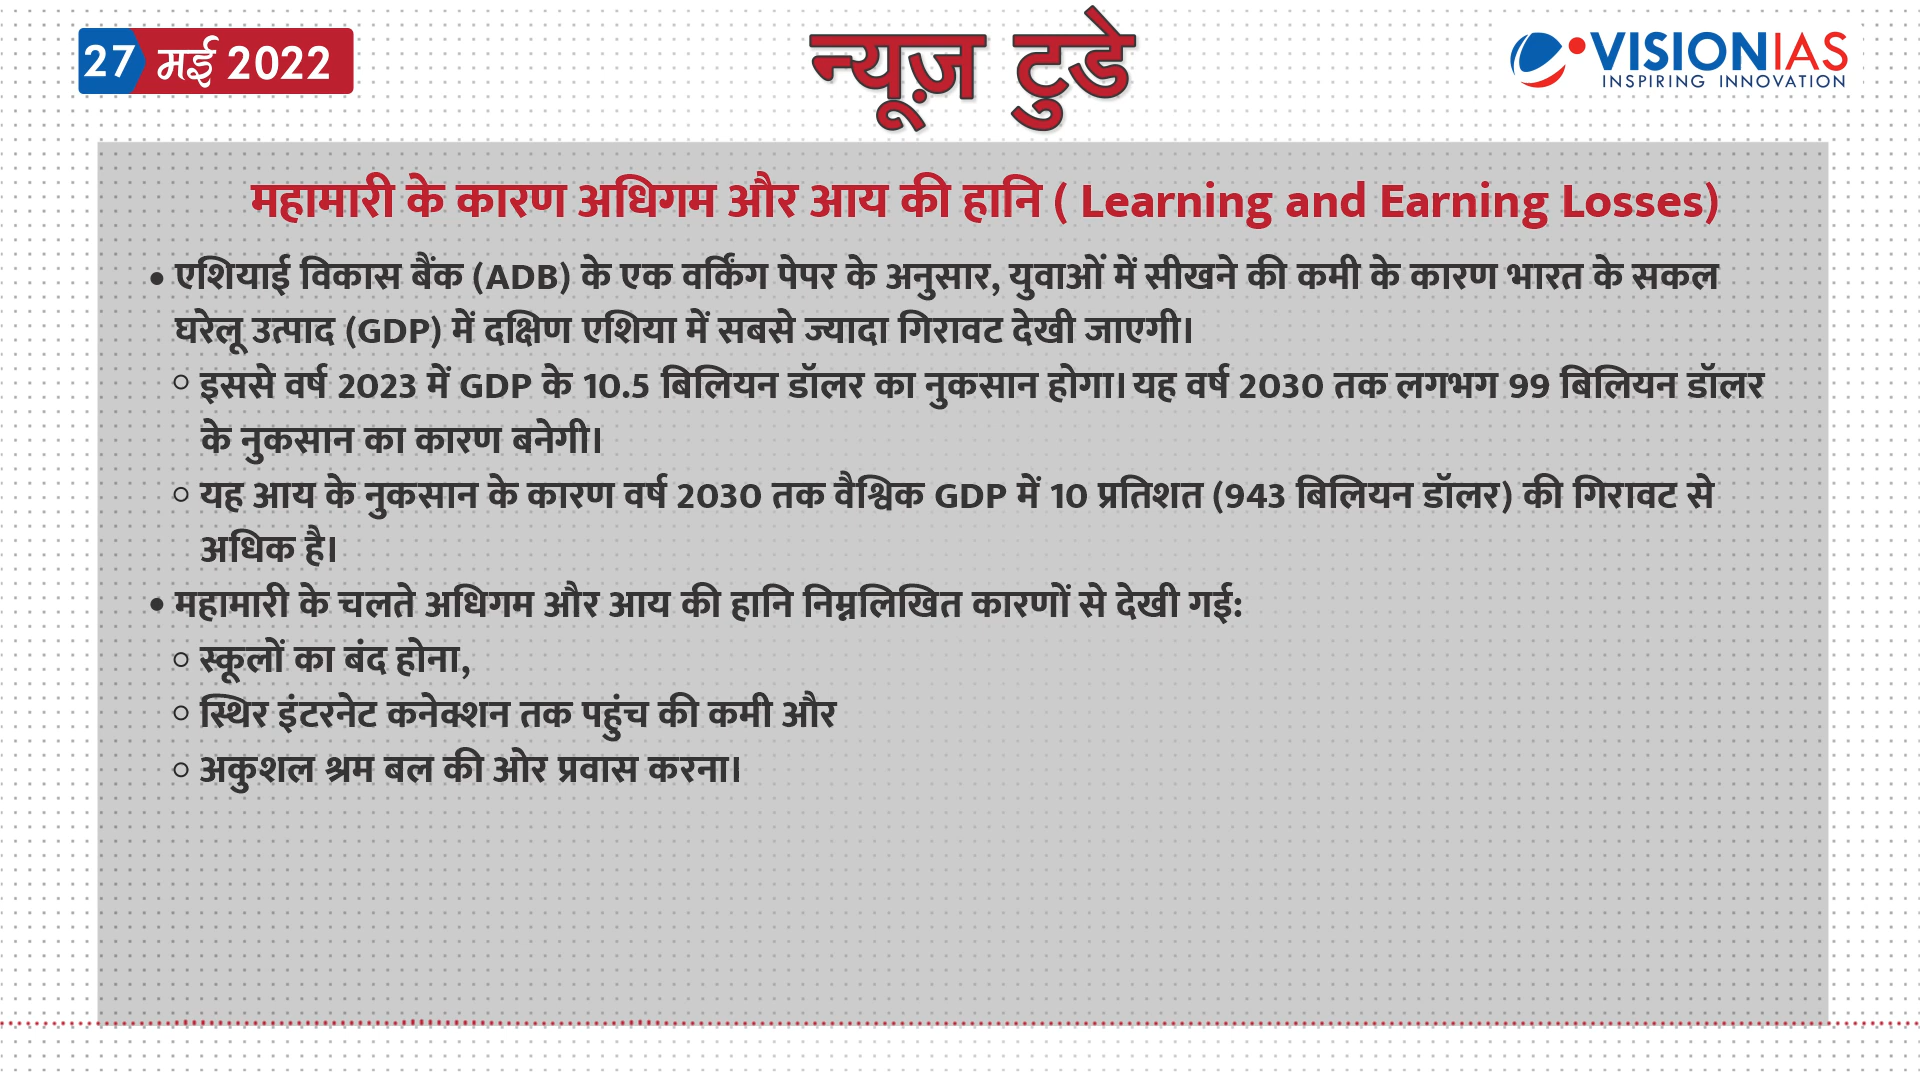 27 मई 2022
न्यूज़ टुडे
VISIONIAS
INSPIRING INNOVATION
महामारी के कारण अधिगम और आय की हानि ( Learning and Earning Losses)
• एशियाई विकास बैंक (ADB) के एक वर्किंग पेपर के अनुसार, युवाओं में सीखने की कमी के कारण भारत के सकल
घरेलू उत्पाद (GDP) में दक्षिण एशिया में सबसे ज्यादा गिरावट देखी जाएगी।
○ इससे वर्ष 2023 में GDP के 10.5 बिलियन डॉलर का नुकसान होगा। यह वर्ष 2030 तक लगभग 99 बिलियन डॉलर
के नुकसान का कारण बनेगी।
○ यह आय के नुकसान के कारण वर्ष 2030 तक वैश्विक GDP में 10 प्रतिशत (943 बिलियन डॉलर) की गिरावट से
अधिक है।
• महामारी के चलते अधिगम और आय की हानि निम्नलिखित कारणों से देखी गई:
○ स्कूलों का बंद होना,
○ स्थिर इंटरनेट कनेक्शन तक पहुंच की कमी और
○ अकुशल श्रम बल की ओर प्रवास करना।